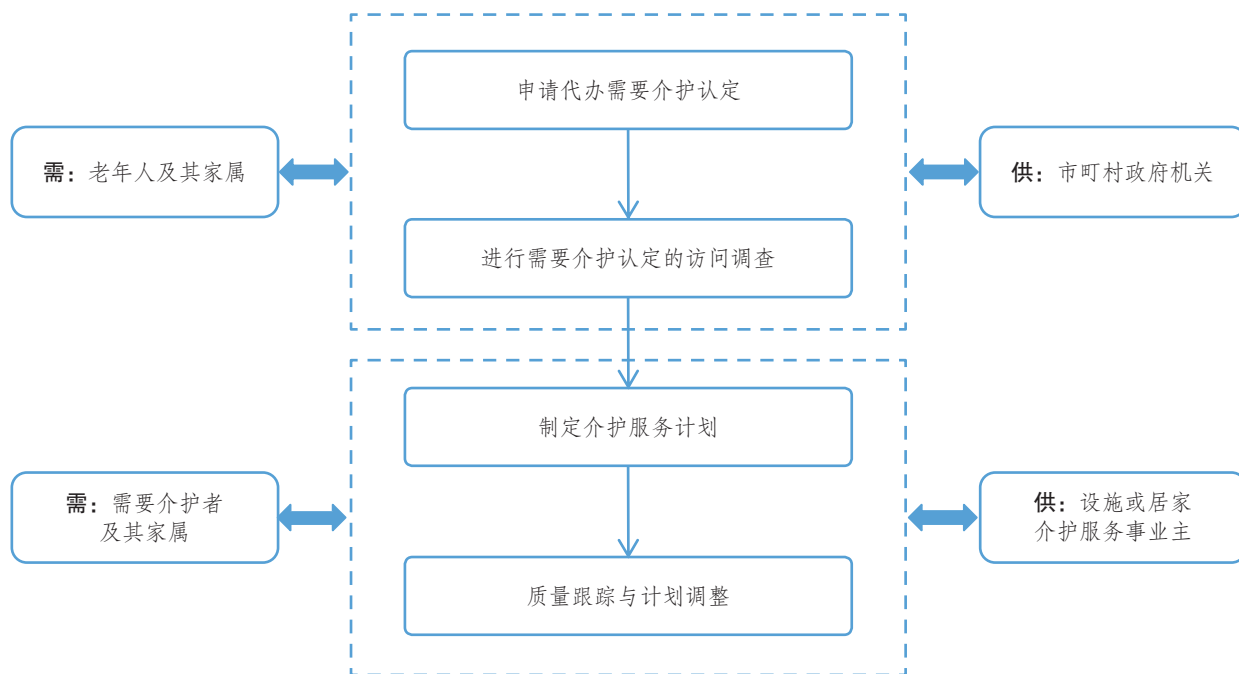 申请代办需要介护认定
需：老年人及其家属
供：市町村政府机关
进行需要介护认定的访问调查
制定介护服务计划
需：需要介护者
及其家属
供：设施或居家
介护服务事业主
质量跟踪与计划调整